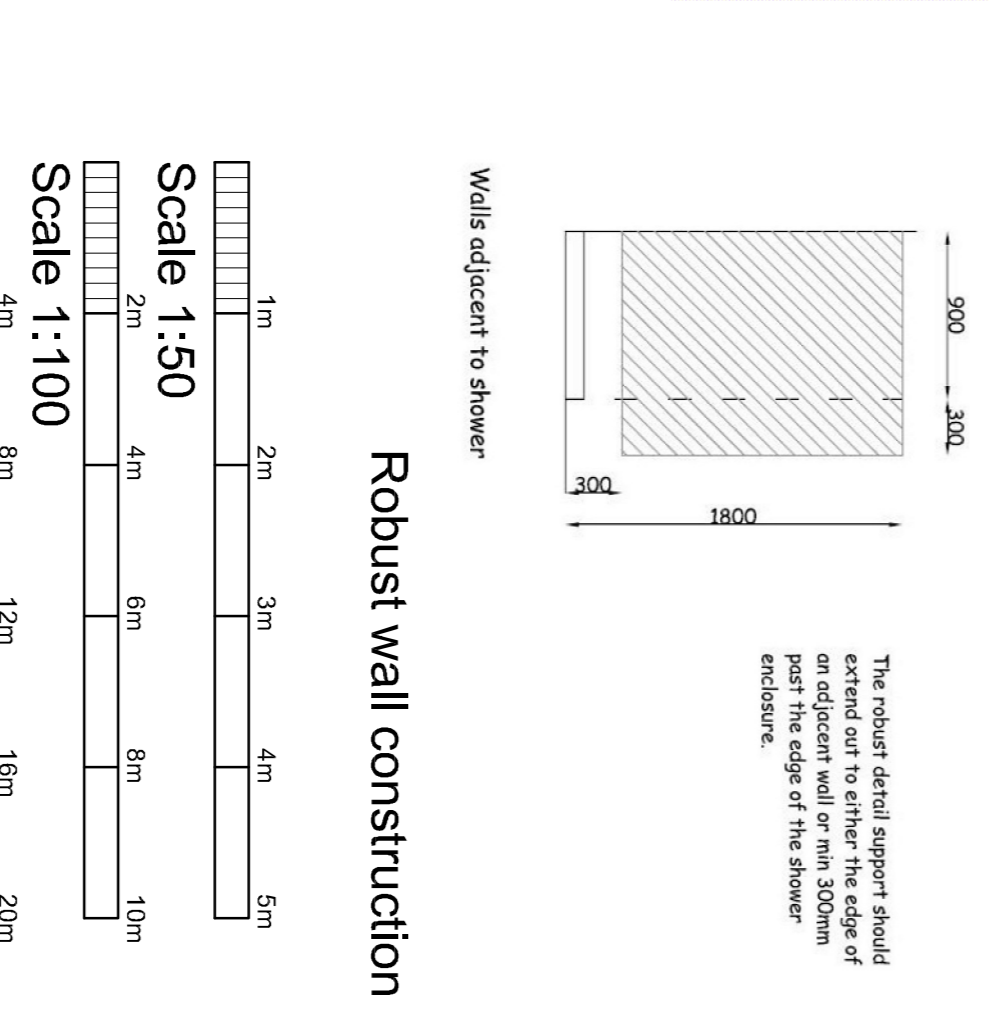 900
300
300
1800
The robust detail support should
extend out to either the edge of
an adjacent wall or min 300mm
past the edge of the shower
enclosure.
Walls adjacent to shower
Robust wall construction
1m 2m 3m 4m 5m
Scale 1:50
2m 4m 6m 8m 10m
Scale 1:100
4m 8m 12m 16m 20m